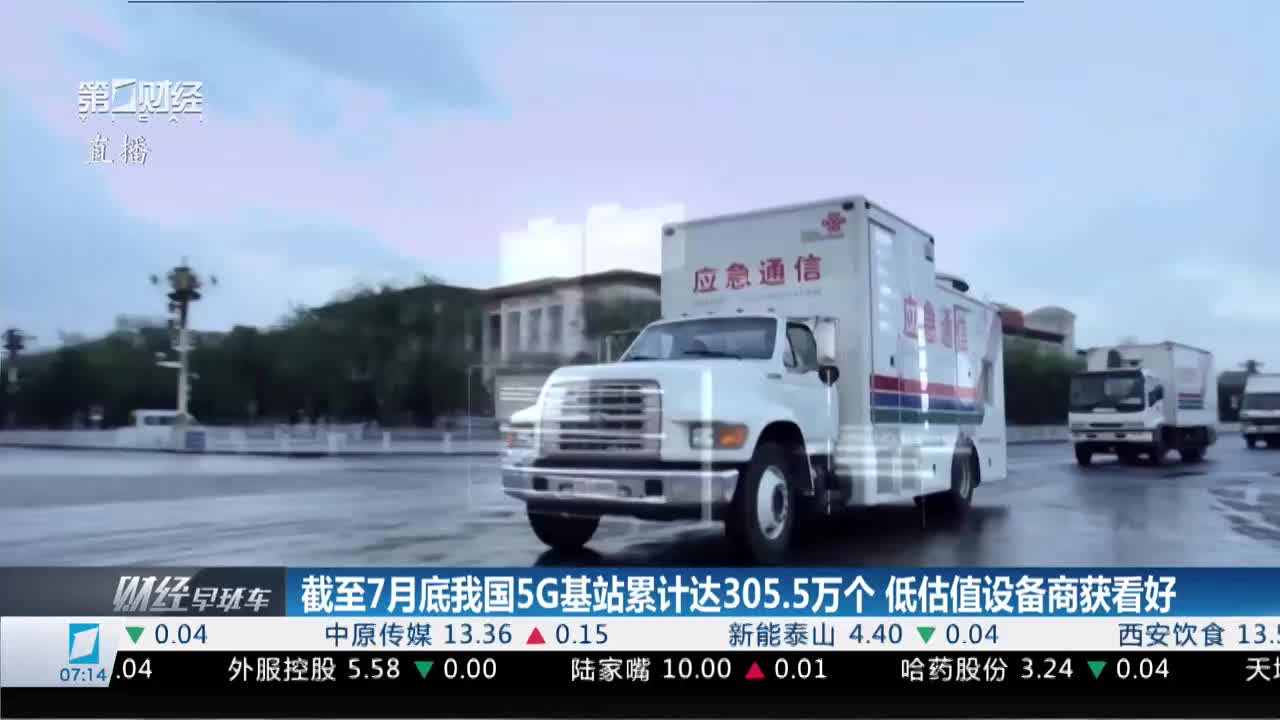 第一财经
YICAI
直播
应急通信
应急通信
财经早班车
截至7月底我国5G基站累计达305.5万个 低估值设备商获看好
▼ 0.04 中原传媒 13.36 ▲ 0.15 新能泰山 4.40 ▼ 0.04 西安饮食 13.5
07:14
.04 外服控股 5.58 ▼ 0.00 陆家嘴 10.00 ▲ 0.01 哈药股份 3.24 ▼ 0.04